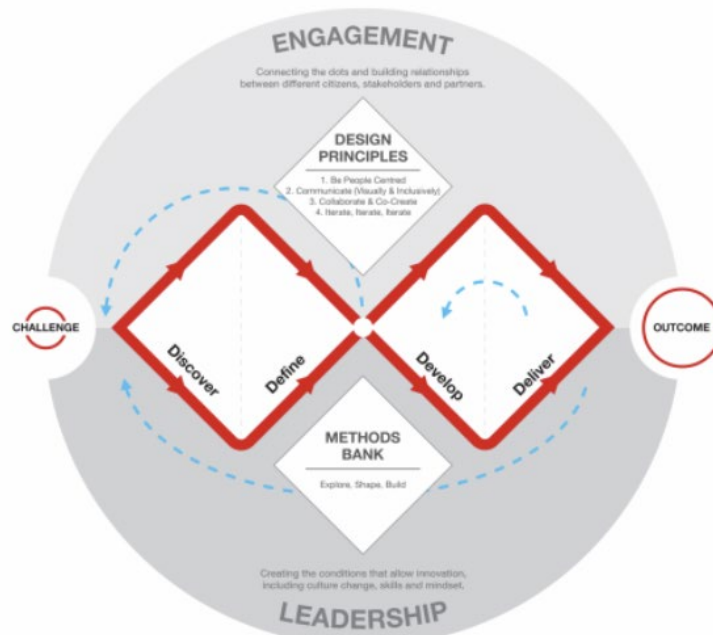 ENGAGEMENT
Connecting the dots and building relationships
between different citizens, stakeholders and partners.
DESIGN
PRINCIPLES
1. Be People Centred
2. Communicate (Visually & Inclusively)
3. Collaborate & Co-Create
4. Iterate, Iterate, Iterate
CHALLENGE
OUTCOME
Discover
Define
Develop
Deliver
METHODS
BANK
Explore, Shape, Build
Creating the conditions that allow innovation,
including culture change, skills and mindset.
LEADERSHIP